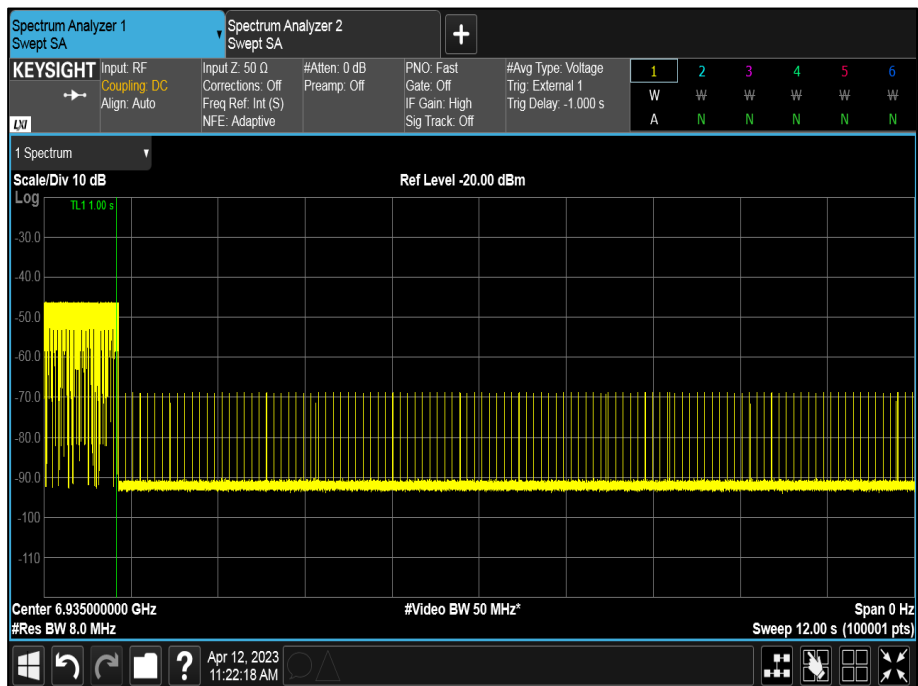 Spectrum Analyzer 1
Swept SA
Spectrum Analyzer 2
Swept SA
KEYSIGHT
LXI
Input: RF
Coupling: DC
Align: Auto
Input Z: 50 Ω
Corrections: Off
Freq Ref: Int (S)
NFE: Adaptive
#Atten: 0 dB
Preamp: Off
PNO: Fast
Gate: Off
IF Gain: High
Sig Track: Off
#Avg Type: Voltage
Trig: External 1
Trig Delay: -1.000 s
1 2 3 4 5 6
W W W W W W
A N N N N N
1 Spectrum
Scale/Div 10 dB
Ref Level -20.00 dBm
Log
TL1 1.00 s
-30.0
-40.0
-50.0
-60.0
-70.0
-80.0
-90.0
-100
-110
Center 6.935000000 GHz
#Video BW 50 MHz*
Span 0 Hz
#Res BW 8.0 MHz
Sweep 12.00 s (100001 pts)
?
Apr 12, 2023
11:22:18 AM